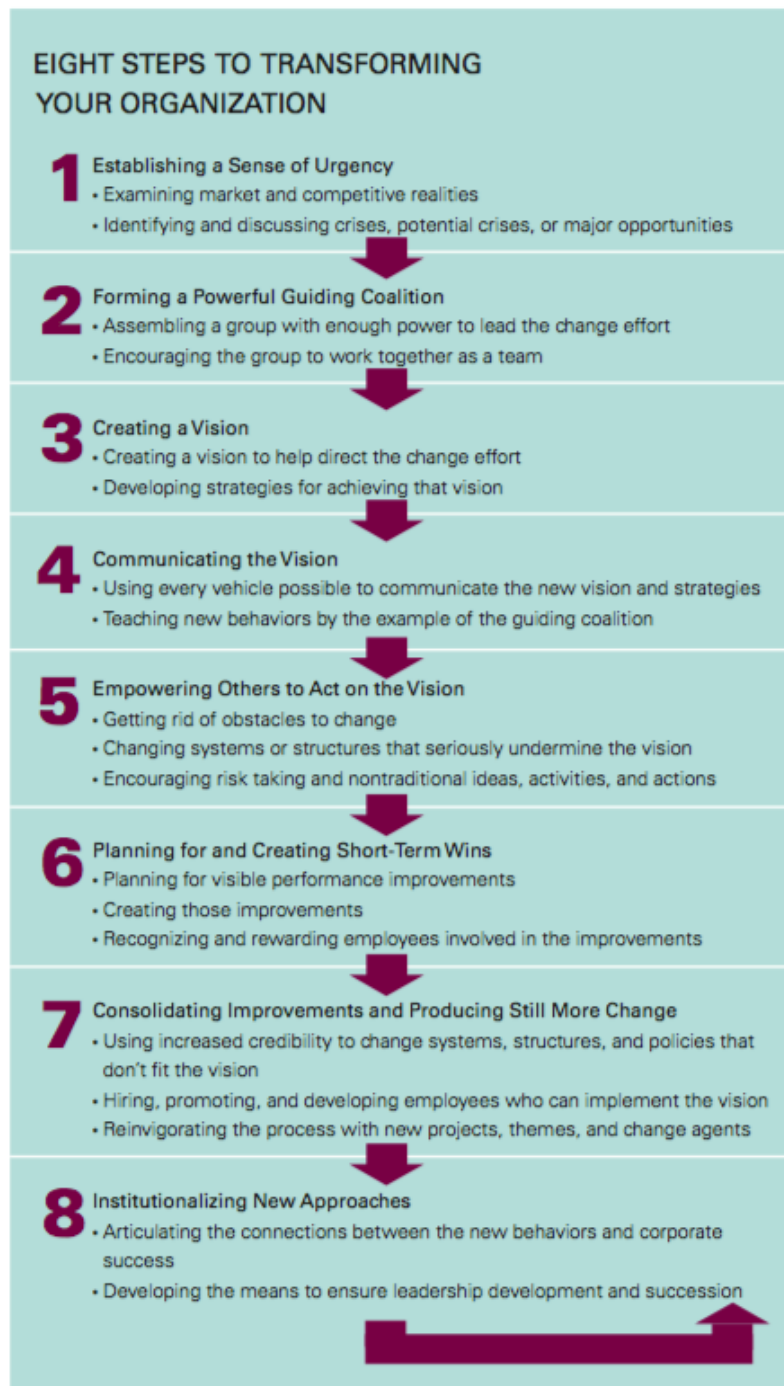 EIGHT STEPS TO TRANSFORMING
YOUR ORGANIZATION
1 Establishing a Sense of Urgency
• Examining market and competitive realities
• Identifying and discussing crises, potential crises, or major opportunities
2 Forming a Powerful Guiding Coalition
• Assembling a group with enough power to lead the change effort
• Encouraging the group to work together as a team
3 Creating a Vision
• Creating a vision to help direct the change effort
• Developing strategies for achieving that vision
4 Communicating the Vision
• Using every vehicle possible to communicate the new vision and strategies
• Teaching new behaviors by the example of the guiding coalition
5 Empowering Others to Act on the Vision
• Getting rid of obstacles to change
• Changing systems or structures that seriously undermine the vision
• Encouraging risk taking and nontraditional ideas, activities, and actions
6 Planning for and Creating Short-Term Wins
• Planning for visible performance improvements
• Creating those improvements
• Recognizing and rewarding employees involved in the improvements
7 Consolidating Improvements and Producing Still More Change
• Using increased credibility to change systems, structures, and policies that
don't fit the vision
• Hiring, promoting, and developing employees who can implement the vision
• Reinvigorating the process with new projects, themes, and change agents
8 Institutionalizing New Approaches
• Articulating the connections between the new behaviors and corporate
success
• Developing the means to ensure leadership development and succession